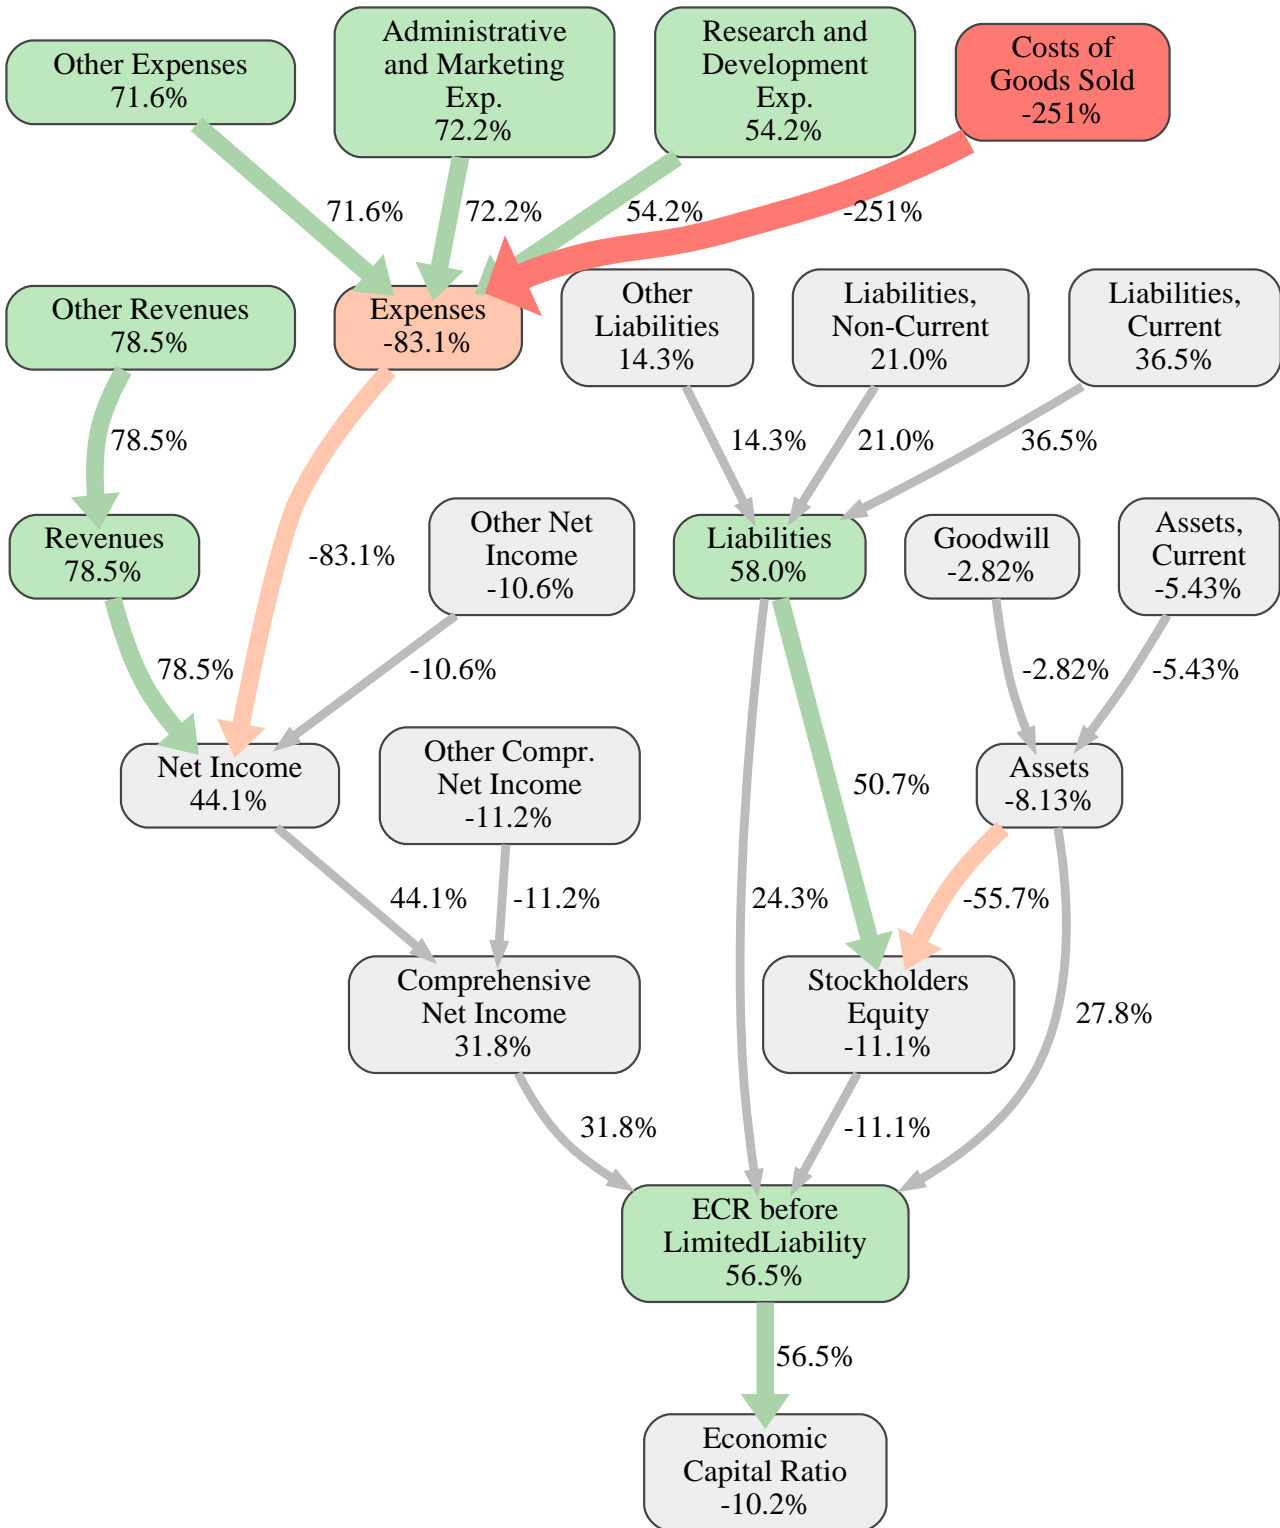 Other Expenses
71.6%
Administrative
and Marketing
Exp.
72.2%
Research and
Development
Exp.
54.2%
Costs of
Goods Sold
-251%
71.6%
72.2%
54.2%
-251%
Other Revenues
78.5%
Expenses
-83.1%
Other
Liabilities
14.3%
Liabilities,
Non-Current
21.0%
Liabilities,
Current
36.5%
78.5%
14.3%
21.0%
36.5%
Revenues
78.5%
-83.1%
Other Net
Income
-10.6%
Liabilities
58.0%
Goodwill
-2.82%
Assets,
Current
-5.43%
78.5%
-10.6%
-2.82%
-5.43%
Net Income
44.1%
Other Compr.
Net Income
-11.2%
50.7%
Assets
-8.13%
44.1%
-11.2%
24.3%
-55.7%
Comprehensive
Net Income
31.8%
Stockholders
Equity
-11.1%
27.8%
31.8%
-11.1%
ECR before
LimitedLiability
56.5%
56.5%
Economic
Capital Ratio
-10.2%